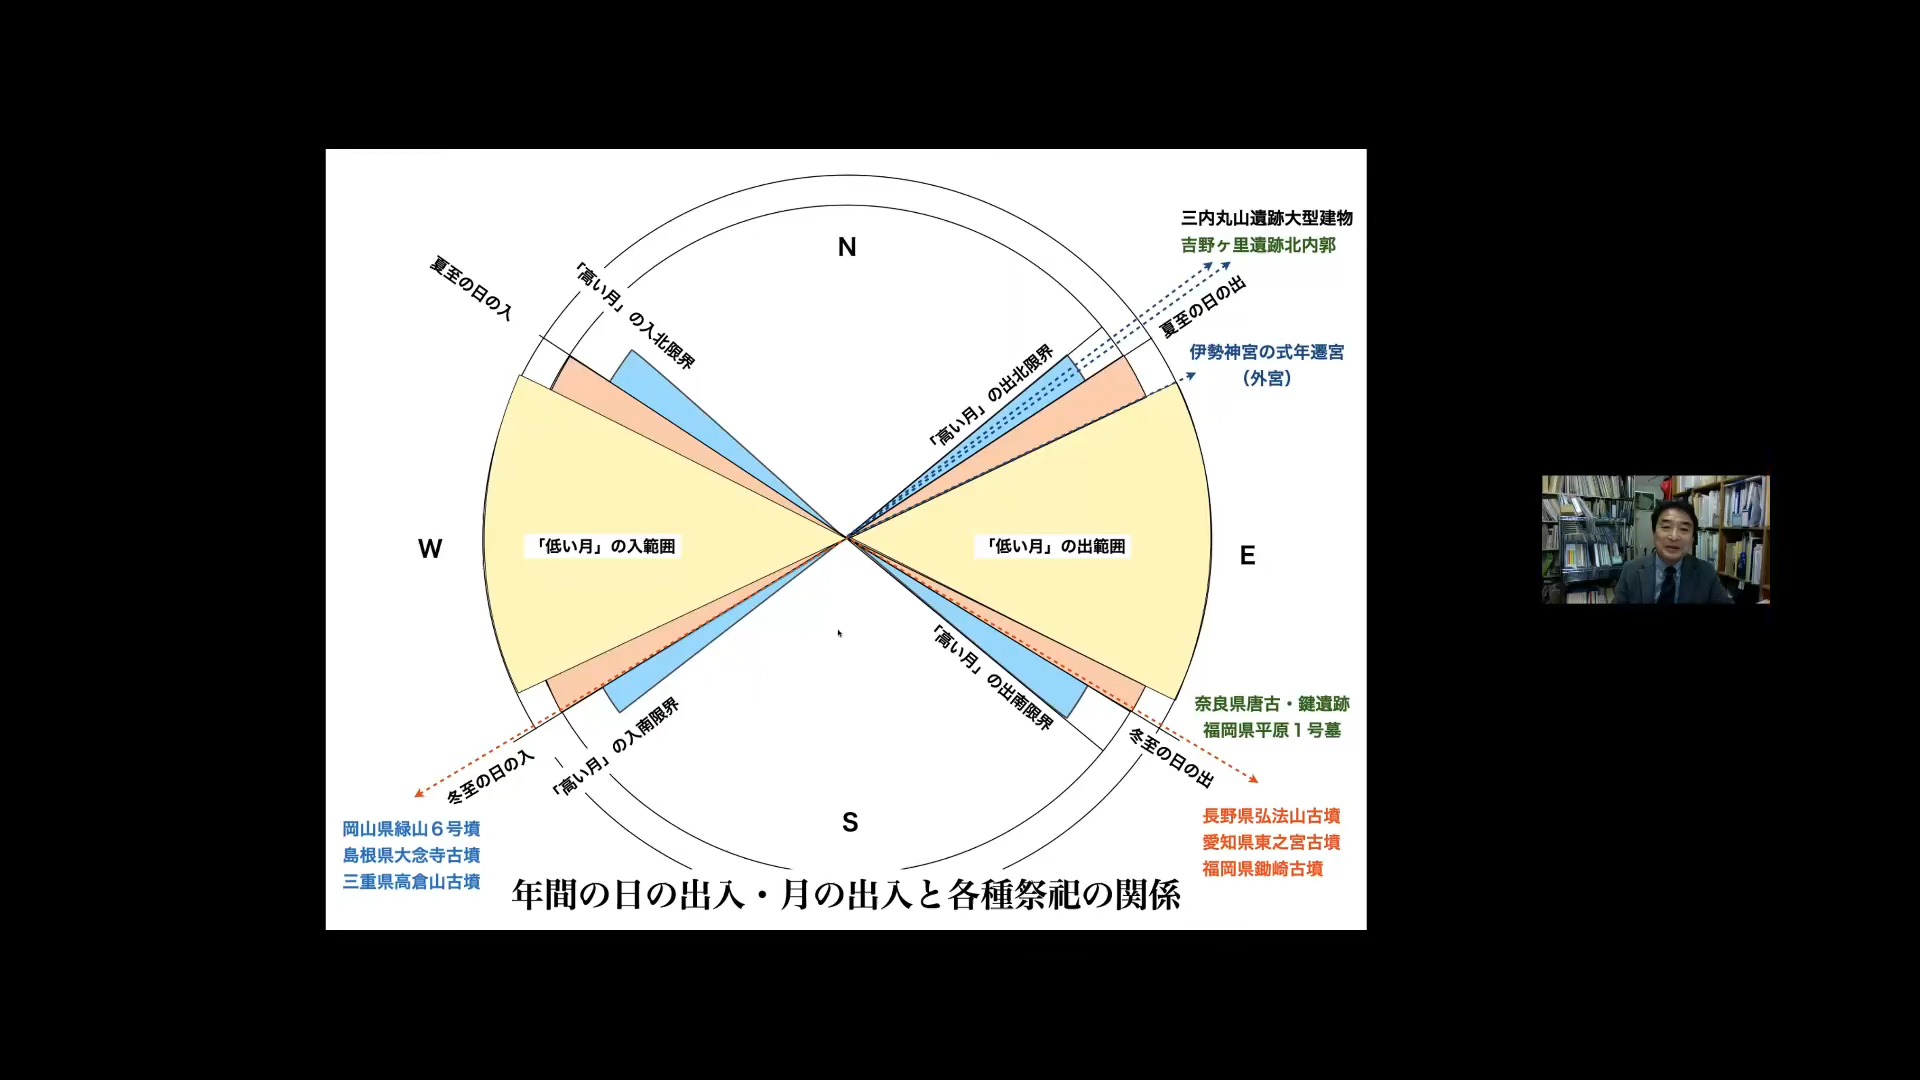 三内丸山遺跡大型建物
吉野ヶ里遺跡北内郭
N
夏至の日の入
「高い月」の入北限界
夏至の日の出
「高い月」の出北限界
伊勢神宮の式年遷宮
（外宮）
W
「低い月」の入範囲
「低い月」の出範囲
E
「高い月」の入南限界
「高い月」の出南限界
奈良県唐古・鍵遺跡
福岡県平原１号墓
冬至の日の入
冬至の日の出
S
岡山県緑山６号墳
島根県大念寺古墳
三重県高倉山古墳
長野県弘法山古墳
愛知県東之宮古墳
福岡県鋤崎古墳
年間の日の出入・月の出入と各種祭祀の関係